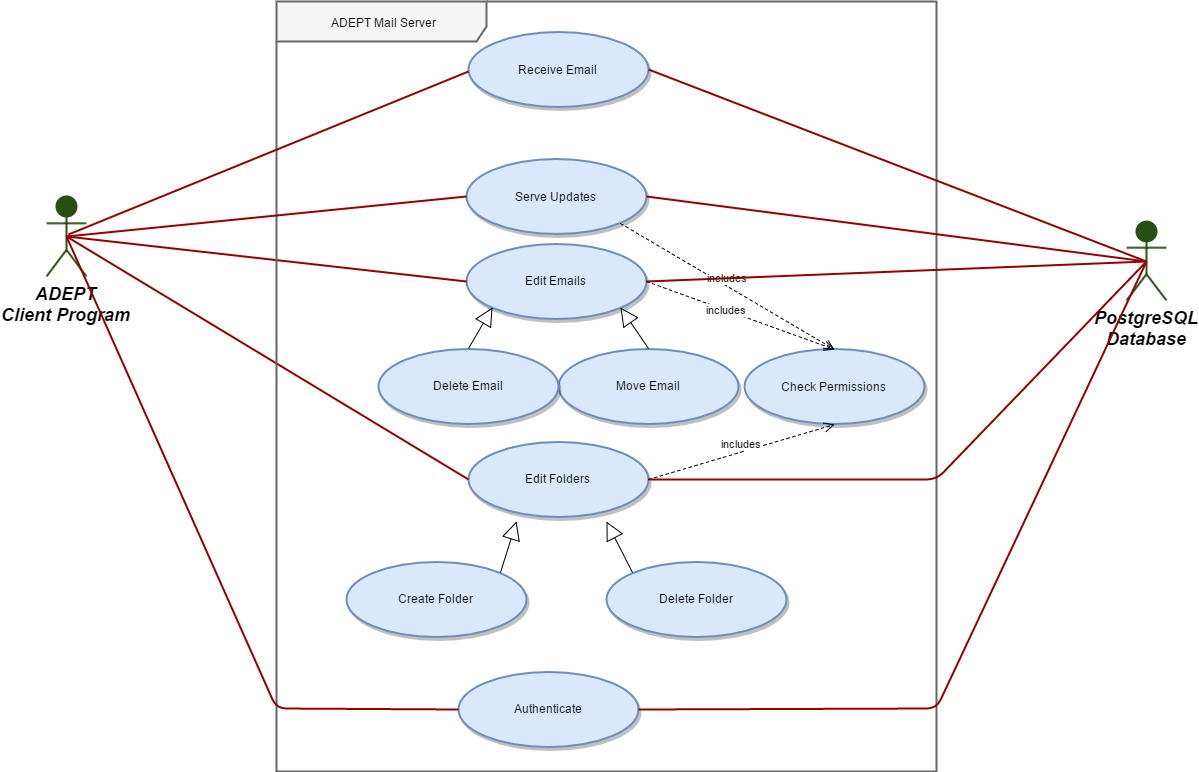 ADEPT Mail Server
Receive Email
Serve Updates
Edit Emails
includes
includes
ADEPT
Client Program
PostgreSQL
Database
Delete Email
Move Email
Check Permissions
includes
Edit Folders
Create Folder
Delete Folder
Authenticate